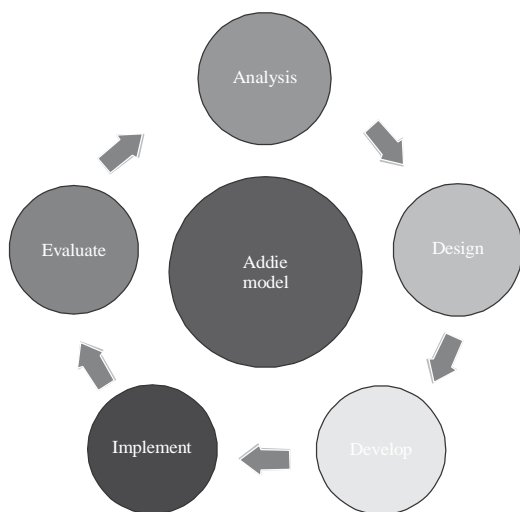 Analysis
Design
Develop
Implement
Evaluate
Addie
model